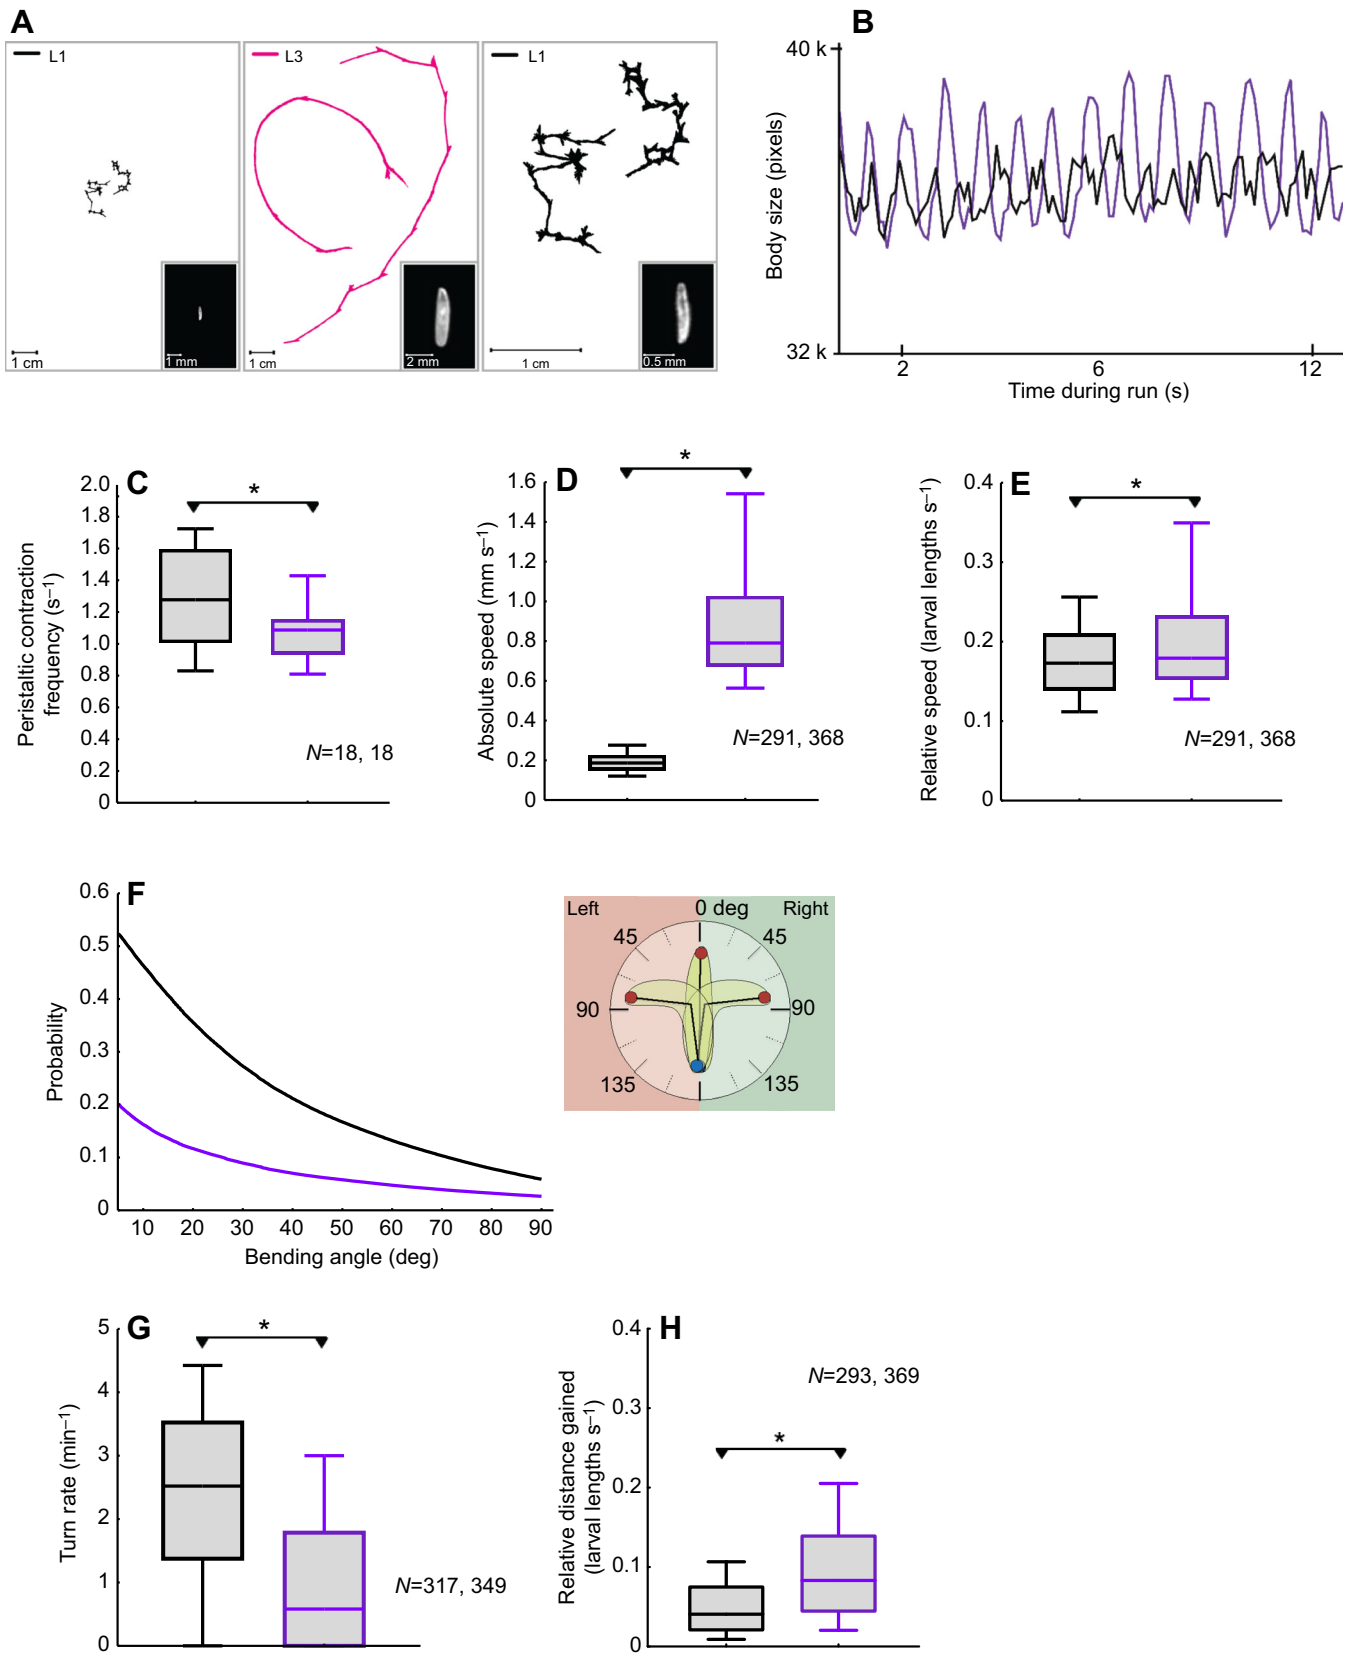 A
L1
1 cm
1 mm
L3
1 cm
2 mm
L1
1 cm
0.5 mm
B
40 k
32 k
Body size (pixels)
2 6 12
Time during run (s)
C
*
2.0
1.8
1.6
1.4
1.2
1.0
0.8
0.6
0.4
0.2
0
Peristaltic contraction
frequency (s–1)
N=18, 18
D
*
1.6
1.4
1.2
1.0
0.8
0.6
0.4
0.2
0
Absolute speed (mm s–1)
N=291, 368
E
*
0.4
0.3
0.2
0.1
0
Relative speed (larval lengths s–1)
N=291, 368
F
0.6
0.5
0.4
0.3
0.2
0.1
0
Probability
10 20 30 40 50 60 70 80 90
Bending angle (deg)
Left 0 deg Right
45 45
90 90
135 135
G
*
5
4
3
2
1
0
Turn rate (min–1)
N=317, 349
H
*
0.4
0.3
0.2
0.1
0
Relative distance gained
(larval lengths s–1)
N=293, 369